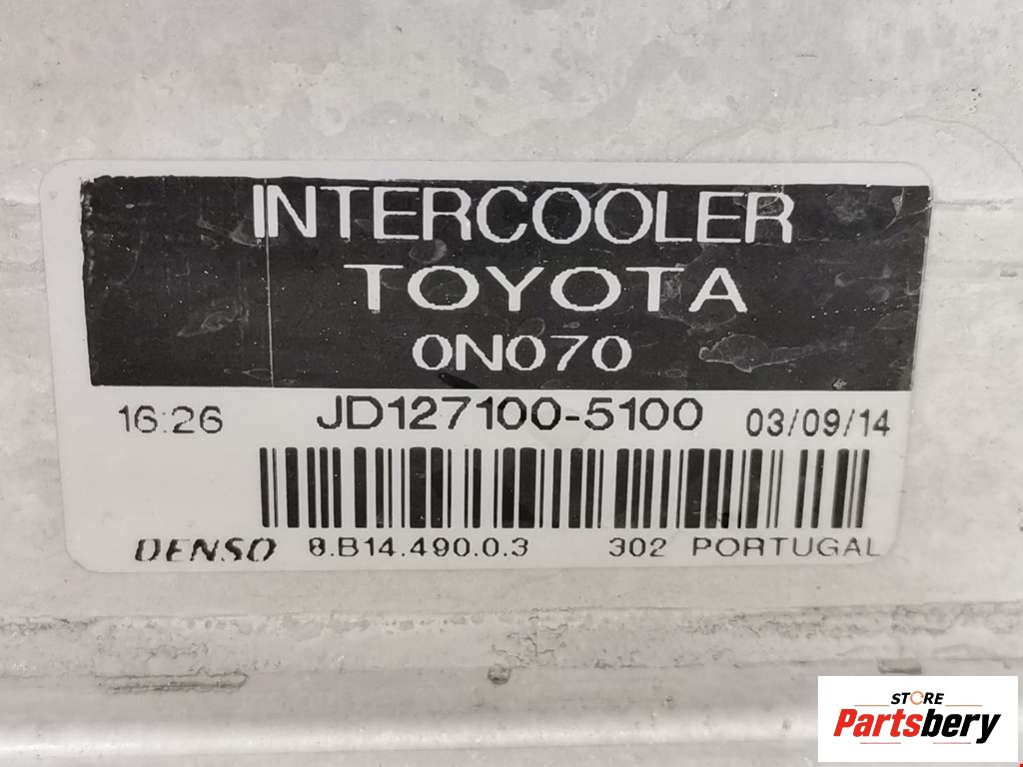 INTERCOOLER
TOYOTA
0N070
16:26 JD127100-5100 03/09/14
DENSO 8.B14.490.0.3 302 PORTUGAL
STORE
Partsbery